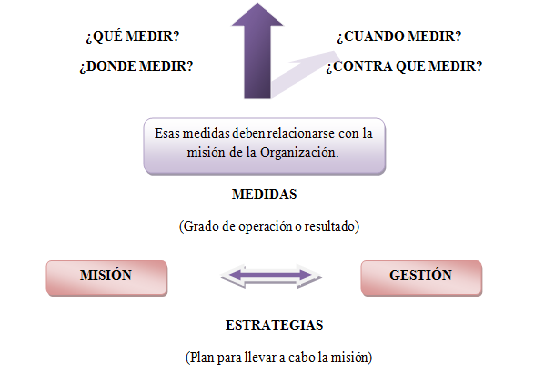 ¿QUÉ MEDIR?
¿CUANDO MEDIR?
¿DONDE MEDIR?
¿CONTRA QUE MEDIR?
Esas medidas deben relacionarse con la
misión de la Organización.
MEDIDAS
(Grado de operación o resultado)
MISIÓN
GESTIÓN
ESTRATEGIAS
(Plan para llevar a cabo la misión)